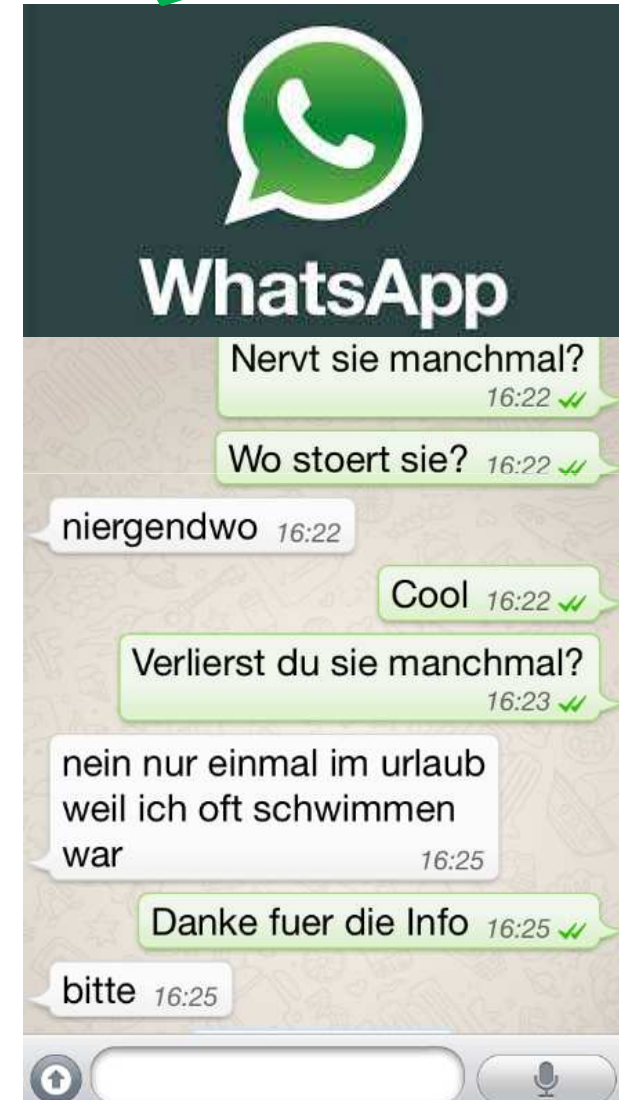 WhatsApp
Nervt sie manchmal?
16:22
Wo stoert sie? 16:22
niergendwo 16:22
Cool 16:22
Verlierst du sie manchmal?
16:23
nein nur einmal im urlaub
weil ich oft schwimmen
war 16:25
Danke fuer die Info 16:25
bitte 16:25